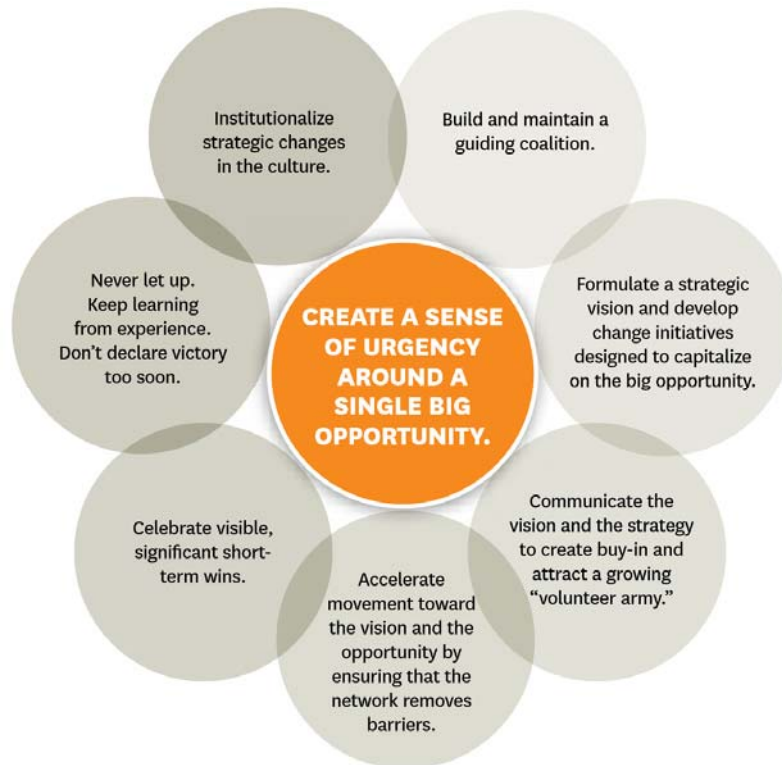 CREATE A SENSE
OF URGENCY
AROUND A
SINGLE BIG
OPPORTUNITY.
Build and maintain a
guiding coalition.
Formulate a strategic
vision and develop
change initiatives
designed to capitalize
on the big opportunity.
Communicate the
vision and the strategy
to create buy-in and
attract a growing
“volunteer army.”
Accelerate
movement toward
the vision and the
opportunity by
ensuring that the
network removes
barriers.
Celebrate visible,
significant short-
term wins.
Never let up.
Keep learning
from experience.
Don’t declare victory
too soon.
Institutionalize
strategic changes
in the culture.